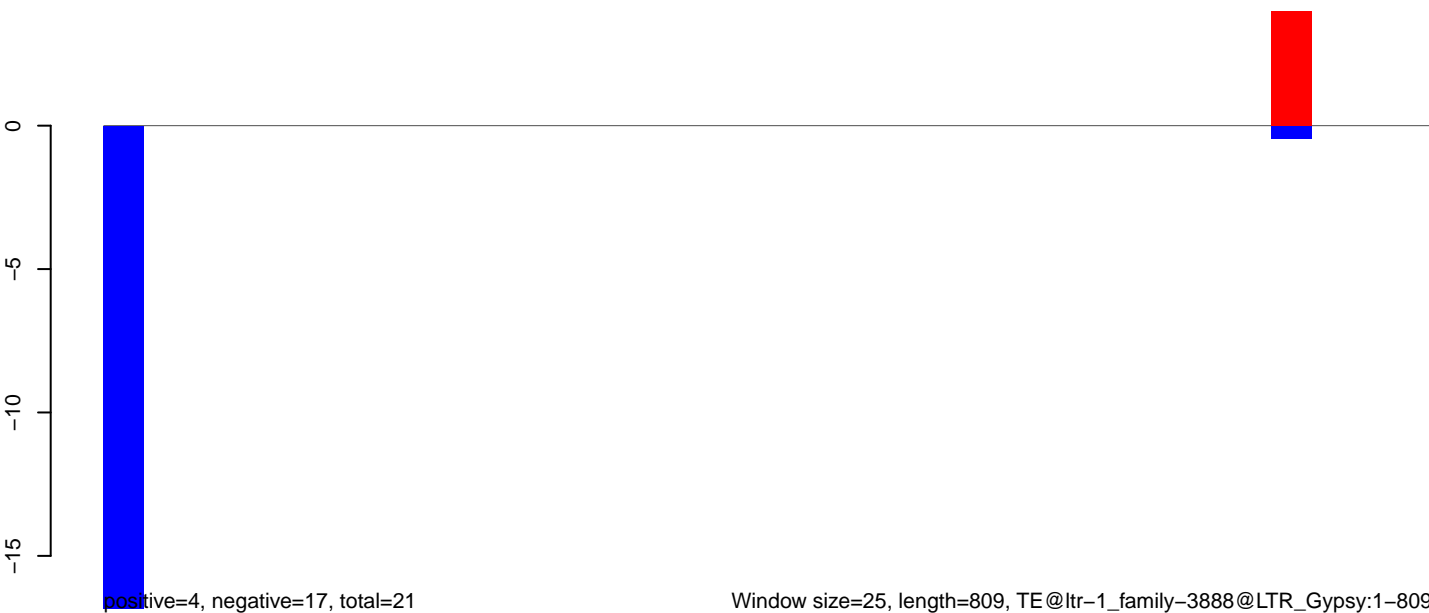 0
−5
−10
−15
positive=4, negative=17, total=21
Window size=25, length=809, TE@ltr−1_family−3888@LTR_Gypsy:1−809